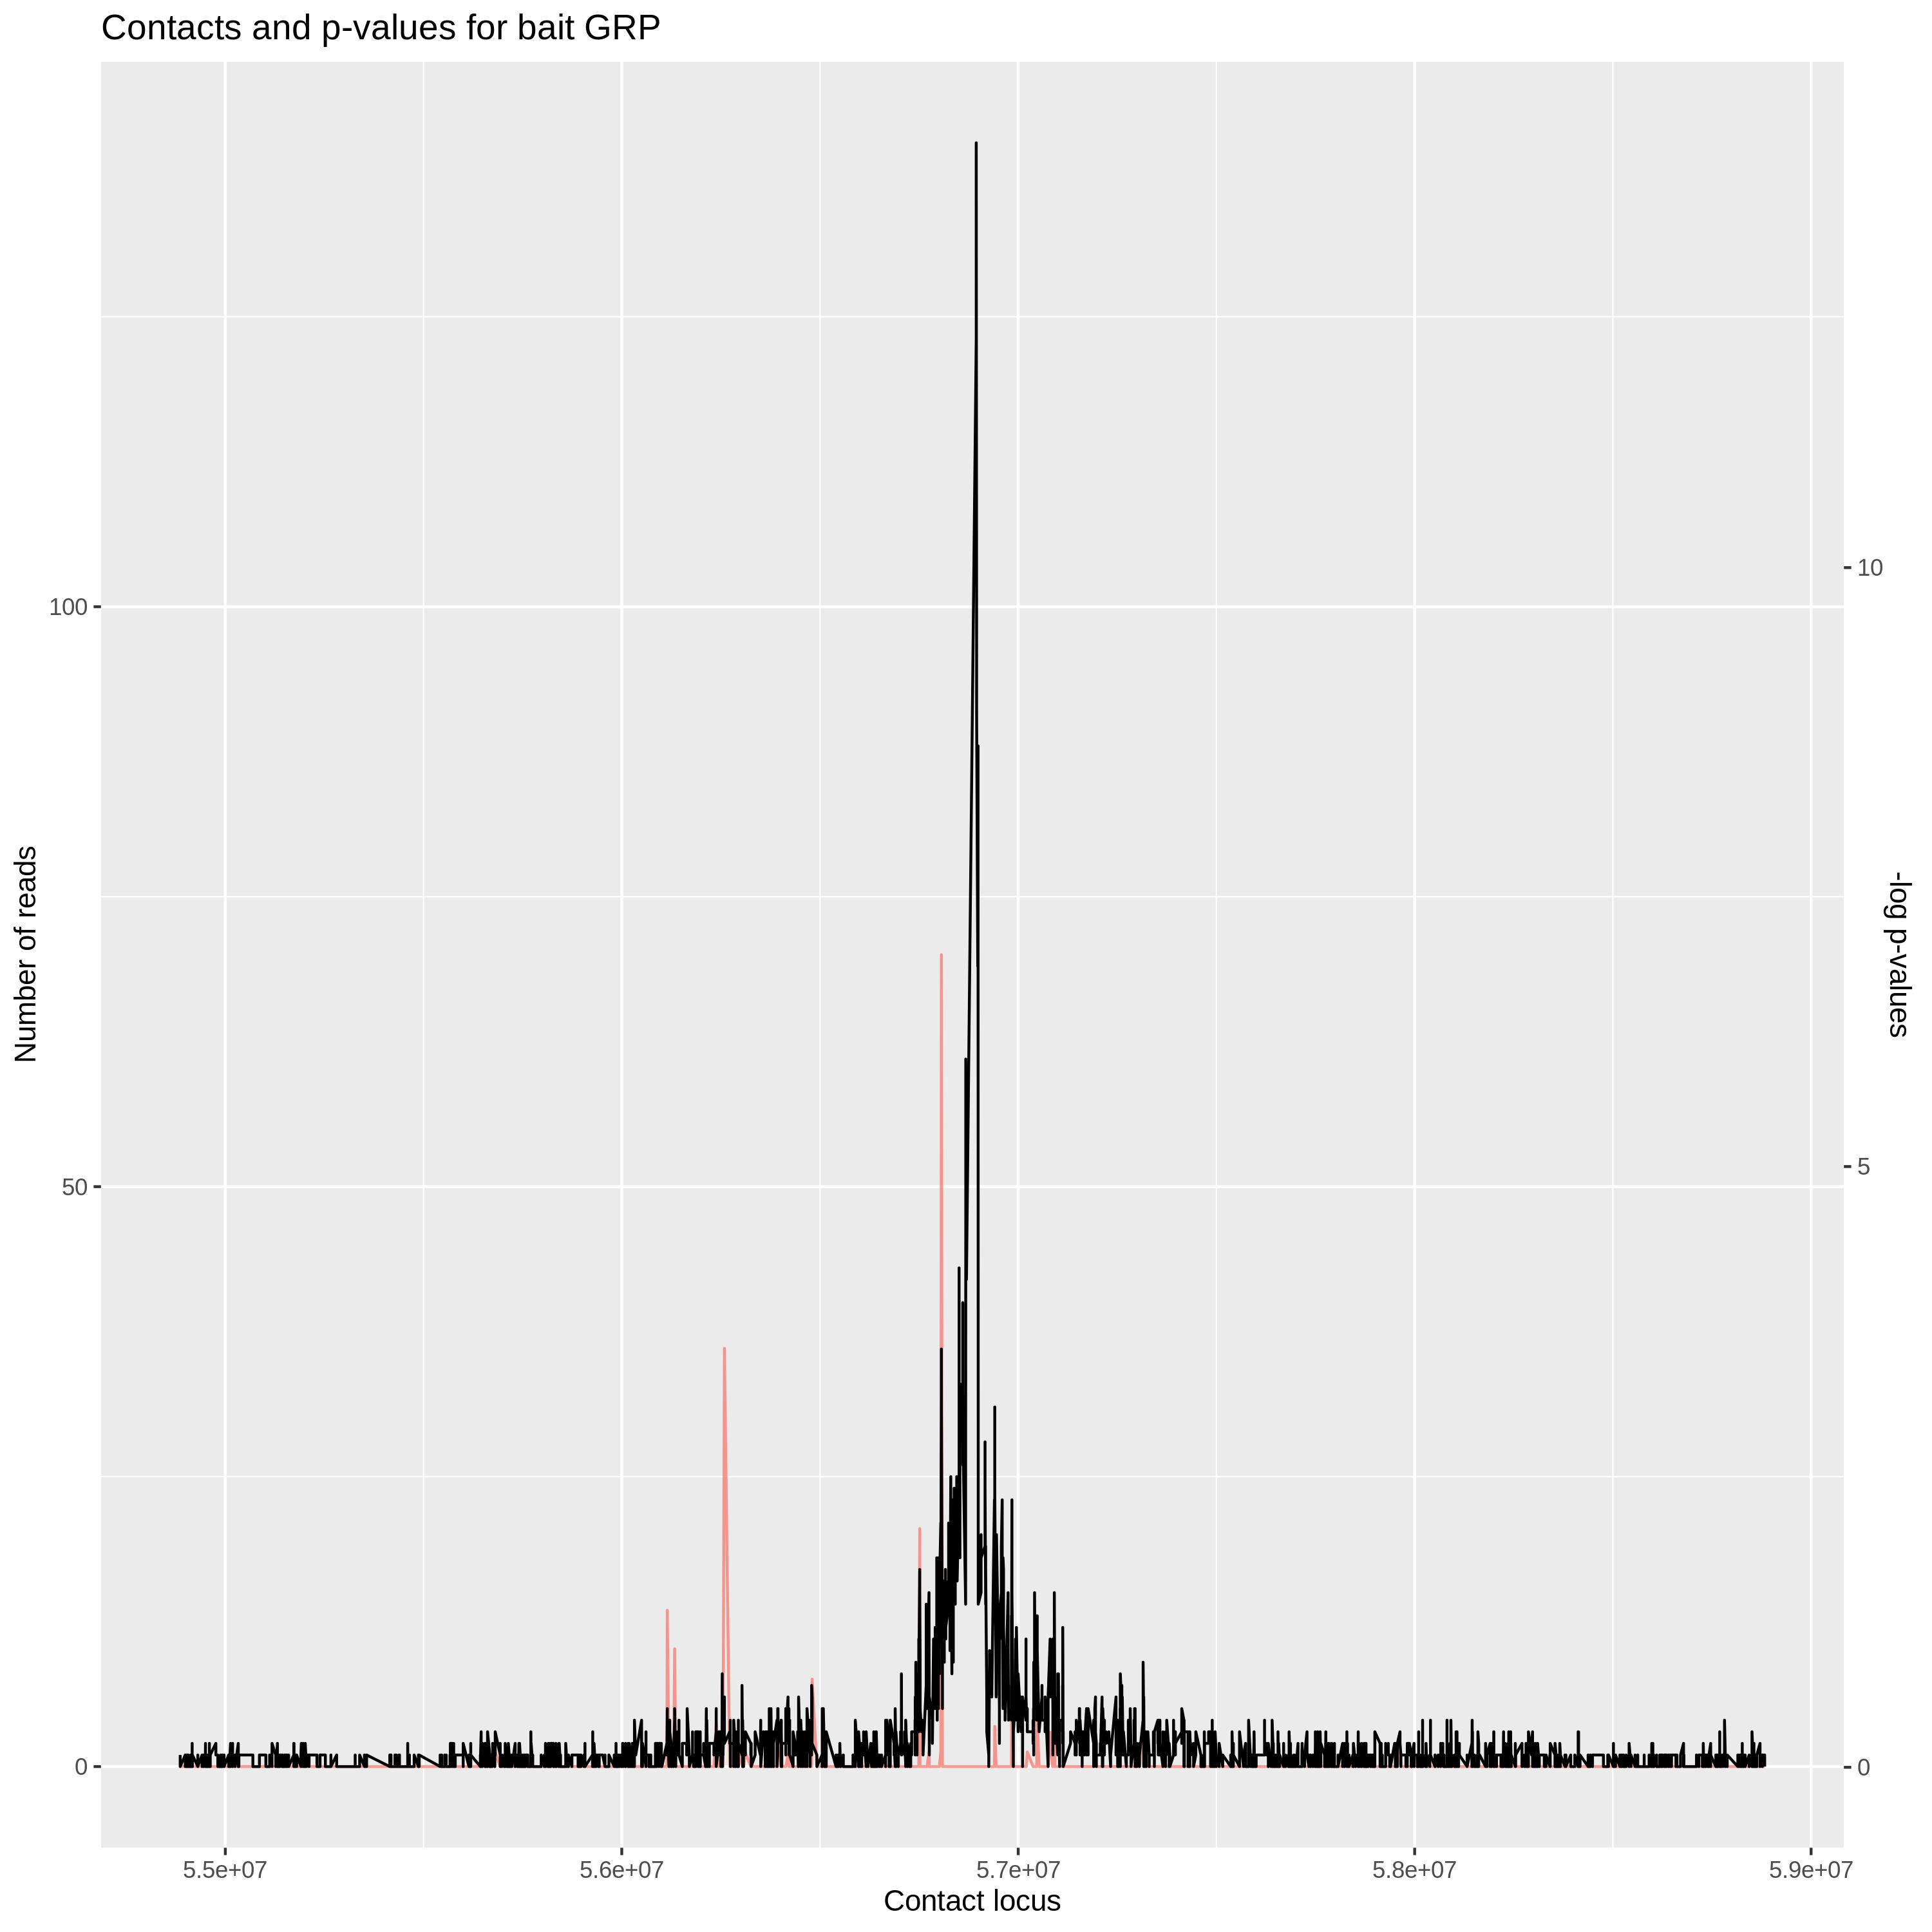 Contacts and p-values for bait GRP
Number of reads
100
50
0
10
5
0
-log p-values
5.5e+07
5.6e+07
5.7e+07
5.8e+07
5.9e+07
Contact locus